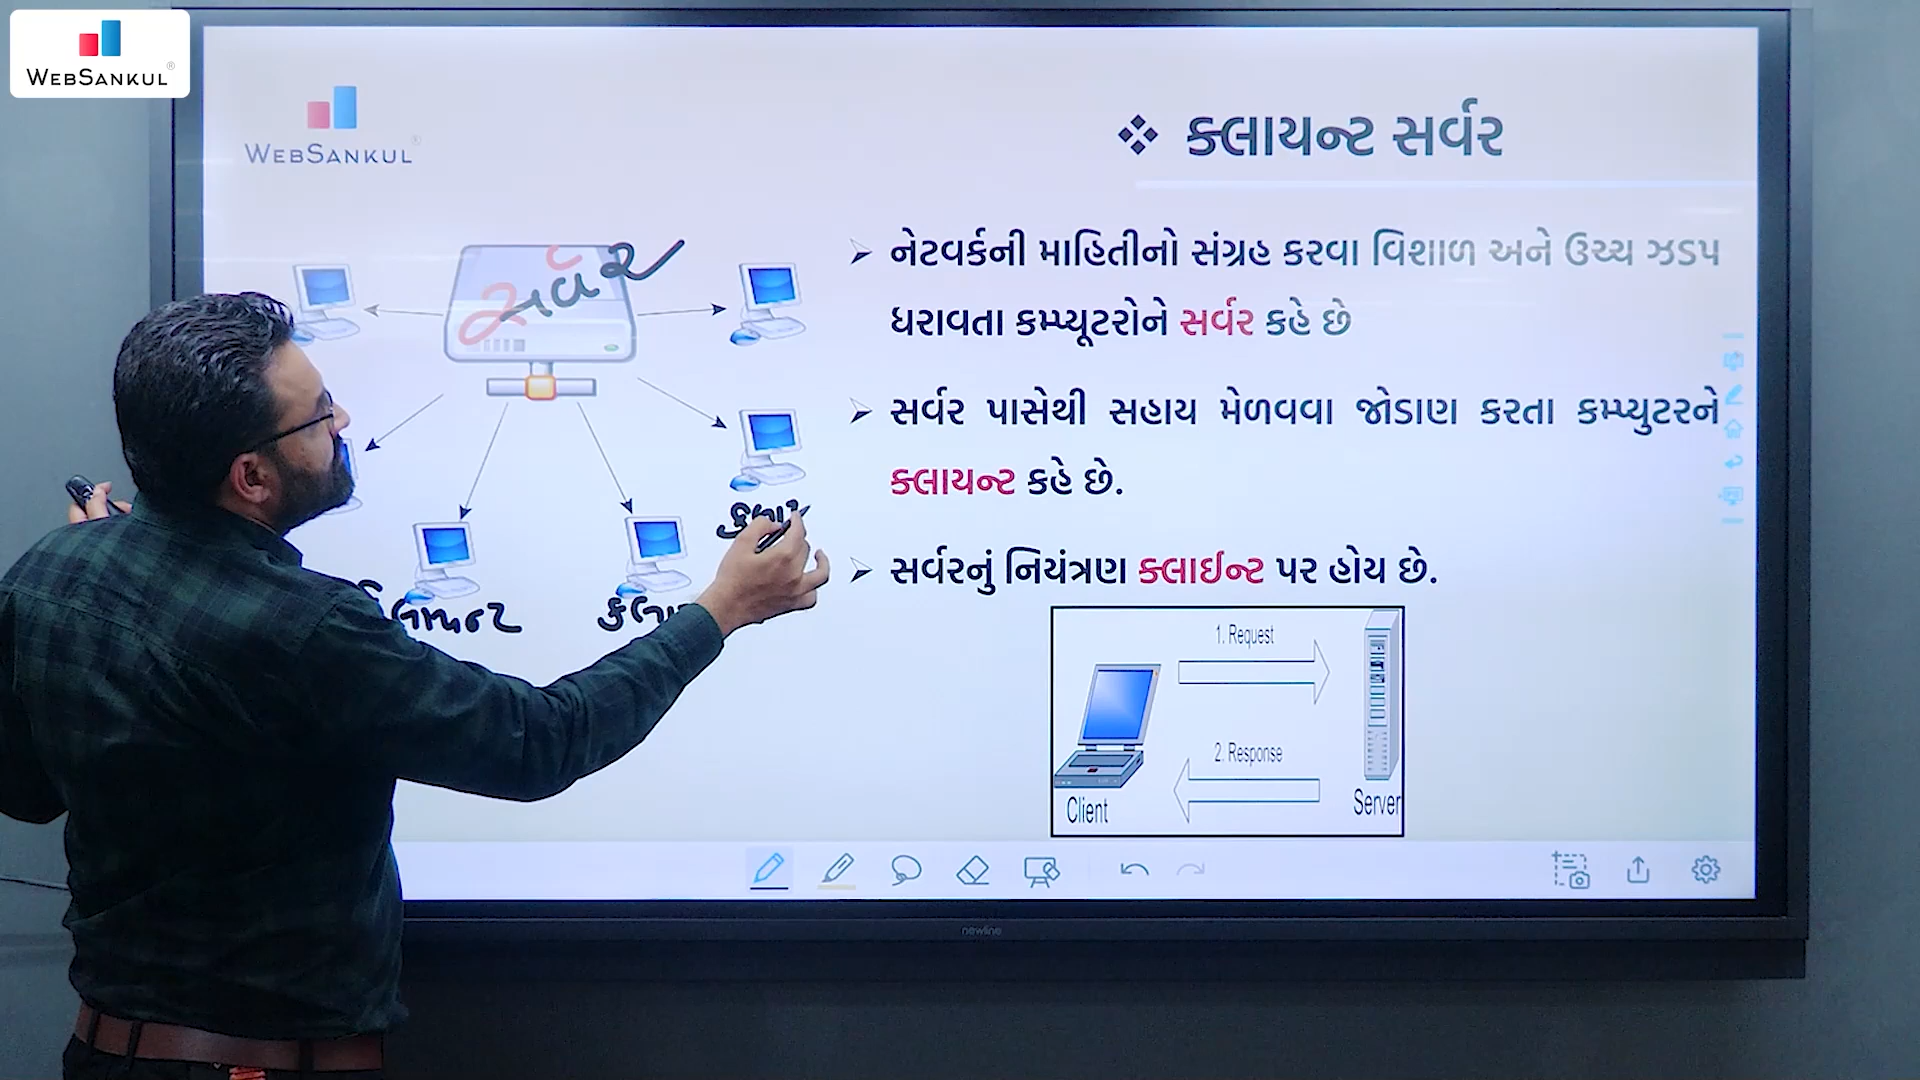 WEBSANKUL®
WEBSANKUL®
ક્લાયન્ટ સર્વર
નેટવર્કની માહિતીનો સંગ્રહ કરવા વિશાળ અને ઉચ્ચ ઝડપ
ધરાવતા કમ્પ્યૂટરોને સર્વર કહે છે
સર્વર પાસેથી સહાય મેળવવા જોડાણ કરતા કમ્પ્યુટરને
ક્લાયન્ટ કહે છે.
સર્વરનું નિયંત્રણ ક્લાઈન્ટ પર હોય છે.
સર્વર
1. Request
2. Response
Client
Server
newline